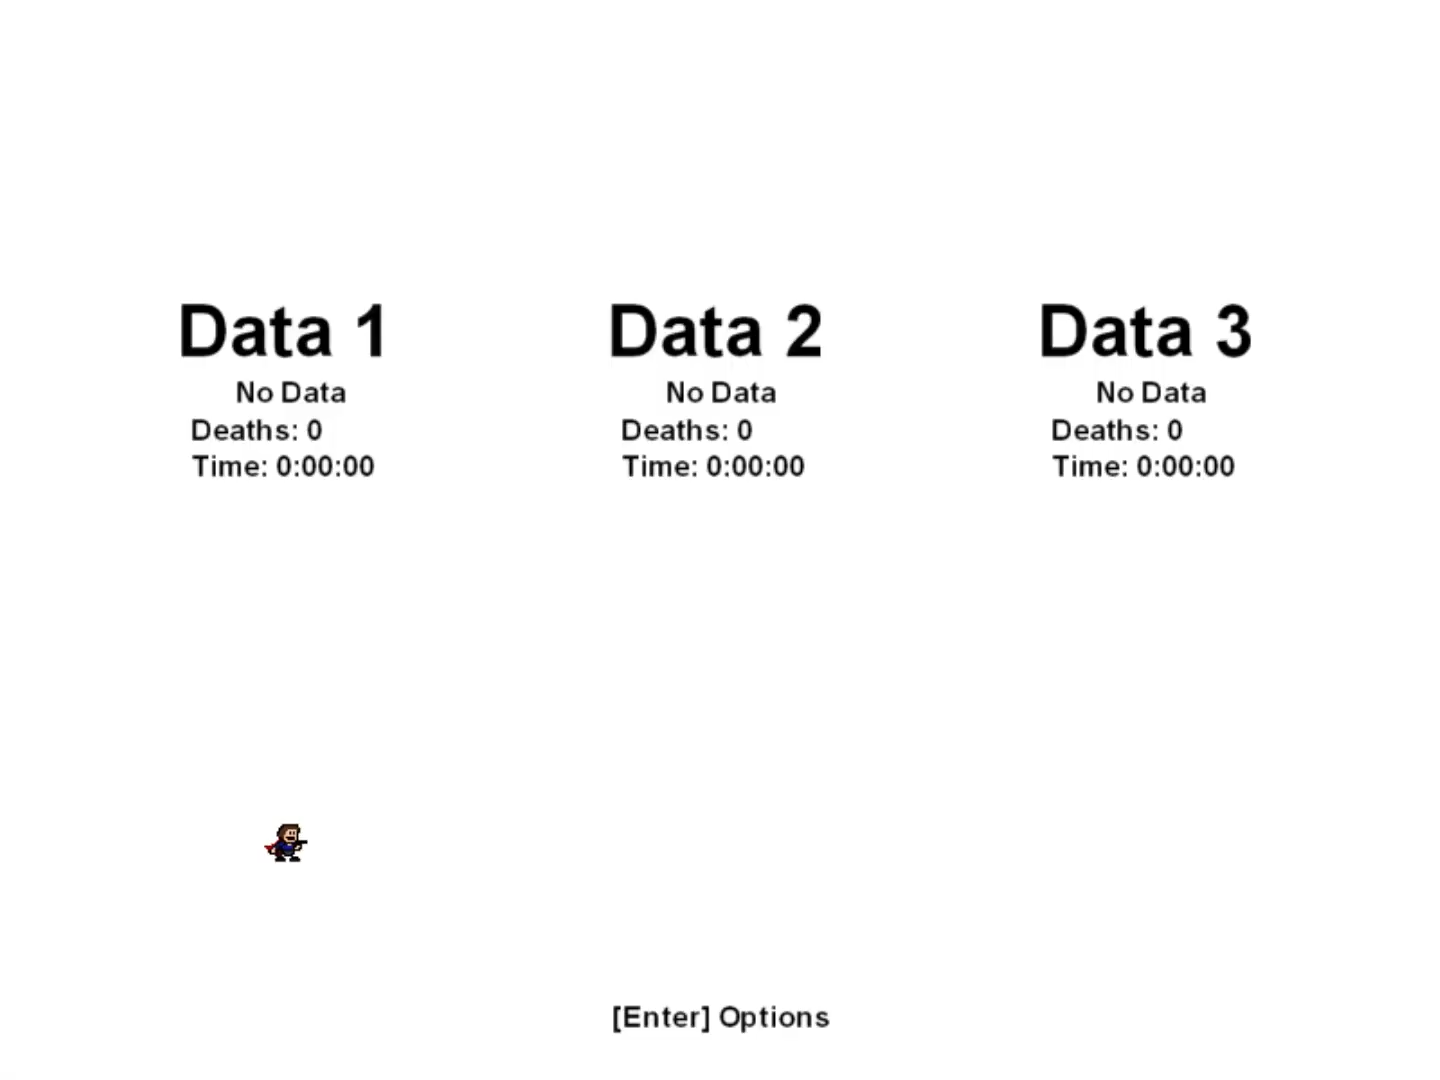 Data 1
No Data
Deaths: 0
Time: 0:00:00
Data 2
No Data
Deaths: 0
Time: 0:00:00
Data 3
No Data
Deaths: 0
Time: 0:00:00
[Enter] Options